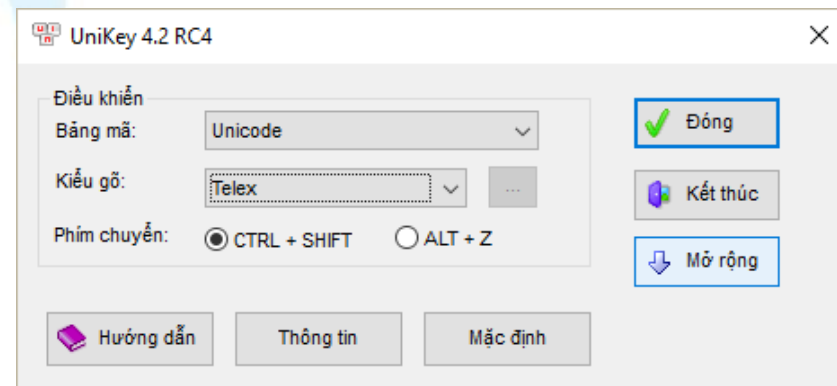 UniKey 4.2 RC4
Điều khiển
Bảng mã: Unicode
Đóng
Kiểu gõ: Telex ...
Kết thúc
Phím chuyển: CTRL + SHIFT ALT + Z
Mở rộng
Hướng dẫn Thông tin Mặc định